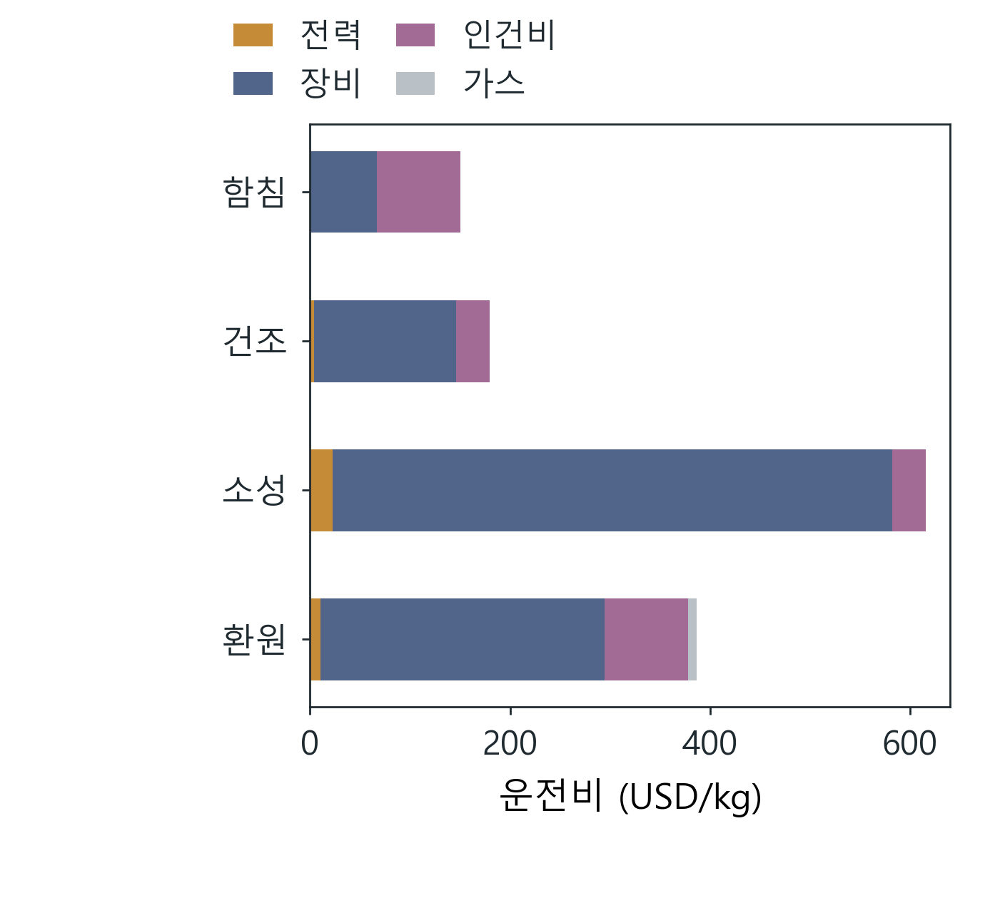 전력 인건비
장비 가스
함침
건조
소성
환원
0 200 400 600
운전비 (USD/kg)